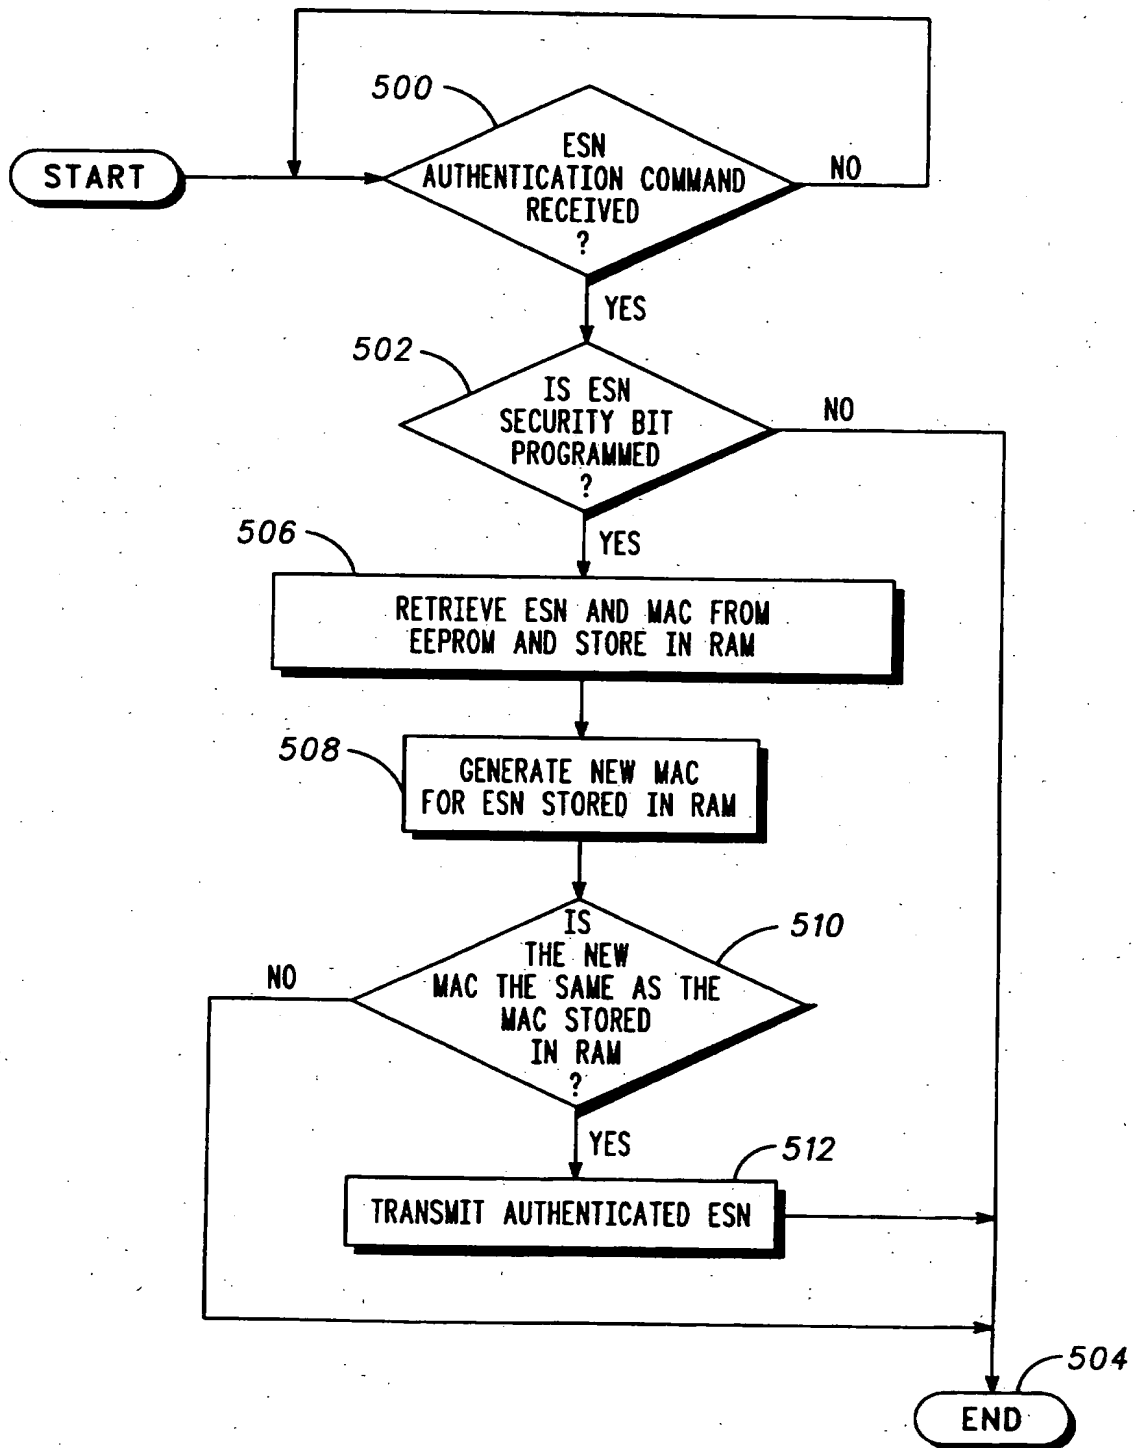 500
START
ESN
AUTHENTICATION COMMAND
RECEIVED
?
NO
YES
502
IS ESN
SECURITY BIT
PROGRAMMED
?
NO
YES
506
RETRIEVE ESN AND MAC FROM
EEPROM AND STORE IN RAM
508
GENERATE NEW MAC
FOR ESN STORED IN RAM
510
IS
THE NEW
MAC THE SAME AS THE
MAC STORED
IN RAM
?
NO
YES
512
TRANSMIT AUTHENTICATED ESN
504
END